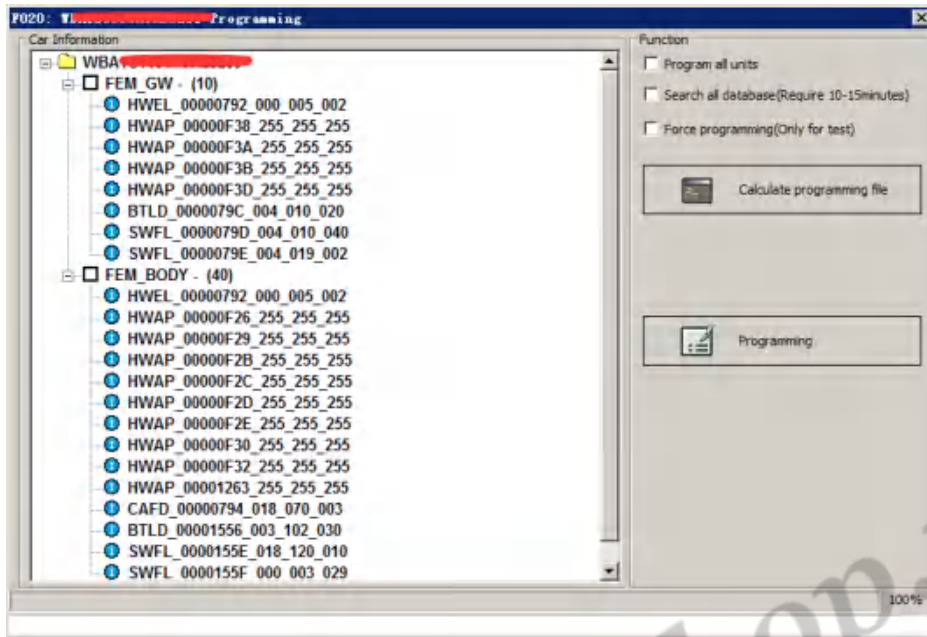 F020: Programming
Car Information
WBA
FEM_GW - (10)
HWEL_00000792_000_005_002
HWAP_00000F38_255_255_255
HWAP_00000F3A_255_255_255
HWAP_00000F3B_255_255_255
HWAP_00000F3D_255_255_255
BTLD_0000079C_004_010_020
SWFL_0000079D_004_010_040
SWFL_0000079E_004_019_002
FEM_BODY - (40)
HWEL_00000792_000_005_002
HWAP_00000F26_255_255_255
HWAP_00000F29_255_255_255
HWAP_00000F2B_255_255_255
HWAP_00000F2C_255_255_255
HWAP_00000F2D_255_255_255
HWAP_00000F2E_255_255_255
HWAP_00000F30_255_255_255
HWAP_00000F32_255_255_255
HWAP_00001263_255_255_255
CAFD_00000794_018_070_003
BTLD_00001556_003_102_030
SWFL_0000155E_018_120_010
SWFL_0000155F_000_003_029
Function
Program all units
Search all database(Require 10-15minutes)
Force programming(Only for test)
Calculate programming file
Programming
100%